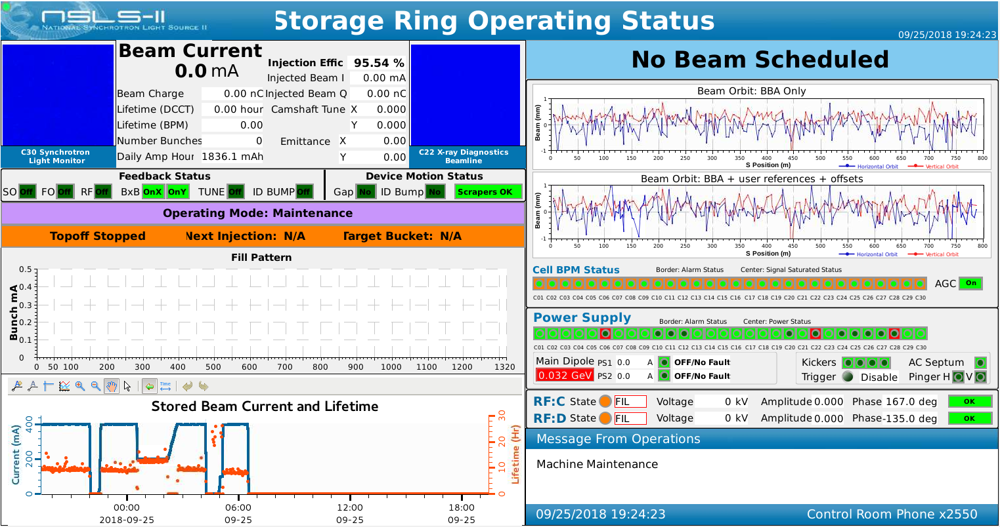 NSLS-II
NATIONAL SYNCHROTRON LIGHT SOURCE II
Storage Ring Operating Status
09/25/2018 19:24:23
Beam Current
0.0 mA
Beam Charge 0.00 nC
Lifetime (DCCT) 0.00 hour
Lifetime (BPM) 0.00
Number Bunches 0
Daily Amp Hour 1836.1 mAh
Injection Effic 95.54 %
Injected Beam I 0.00 mA
Injected Beam Q 0.00 nC
Camshaft Tune X 0.000
Y 0.000
Emittance X 0.00
Y 0.00
C30 Synchrotron
Light Monitor
C22 X-ray Diagnostics
Beamline
Feedback Status
SO Off FO Off RF Off BxB OnX OnY TUNE Off ID BUMP Off
Device Motion Status
Gap No ID Bump No Scrapers OK
Operating Mode: Maintenance
Topoff Stopped Next Injection: N/A Target Bucket: N/A
Fill Pattern
Bunch mA
0.5
0.4
0.3
0.2
0.1
0
0 50 100 200 300 400 500 600 700 800 900 1000 1100 1200 1320
Time
Stored Beam Current and Lifetime
Current (mA)
400
200
0
Lifetime (Hr)
30
20
10
0
00:00 06:00 12:00 18:00
2018-09-25 09-25 09-25 09-25
No Beam Scheduled
Beam Orbit: BBA Only
Beam (mm)
1
0
-1
0 50 100 150 200 250 300 350 400 450 500 550 600 650 700 750 800
S Position (m)
Horizontal Orbit Vertical Orbit
Beam Orbit: BBA + user references + offsets
Beam (mm)
1
0
-1
0 50 100 150 200 250 300 350 400 450 500 550 600 650 700 750 800
S Position (m)
Horizontal Orbit Vertical Orbit
Cell BPM Status Border: Alarm Status Center: Signal Saturated Status
AGC On
C01 C02 C03 C04 C05 C06 C07 C08 C09 C10 C11 C12 C13 C14 C15 C16 C17 C18 C19 C20 C21 C22 C23 C24 C25 C26 C27 C28 C29 C30
Power Supply Border: Alarm Status Center: Power Status
C01 C02 C03 C04 C05 C06 C07 C08 C09 C10 C11 C12 C13 C14 C15 C16 C17 C18 C19 C20 C21 C22 C23 C24 C25 C26 C27 C28 C29 C30
Main Dipole PS1 0.0 A OFF/No Fault
0.032 GeV PS2 0.0 A OFF/No Fault
Kickers AC Septum
Trigger Disable Pinger H V
RF:C State FIL Voltage 0 kV Amplitude 0.000 Phase 167.0 deg OK
RF:D State FIL Voltage 0 kV Amplitude 0.000 Phase -135.0 deg OK
Message From Operations
Machine Maintenance
09/25/2018 19:24:23 Control Room Phone x2550